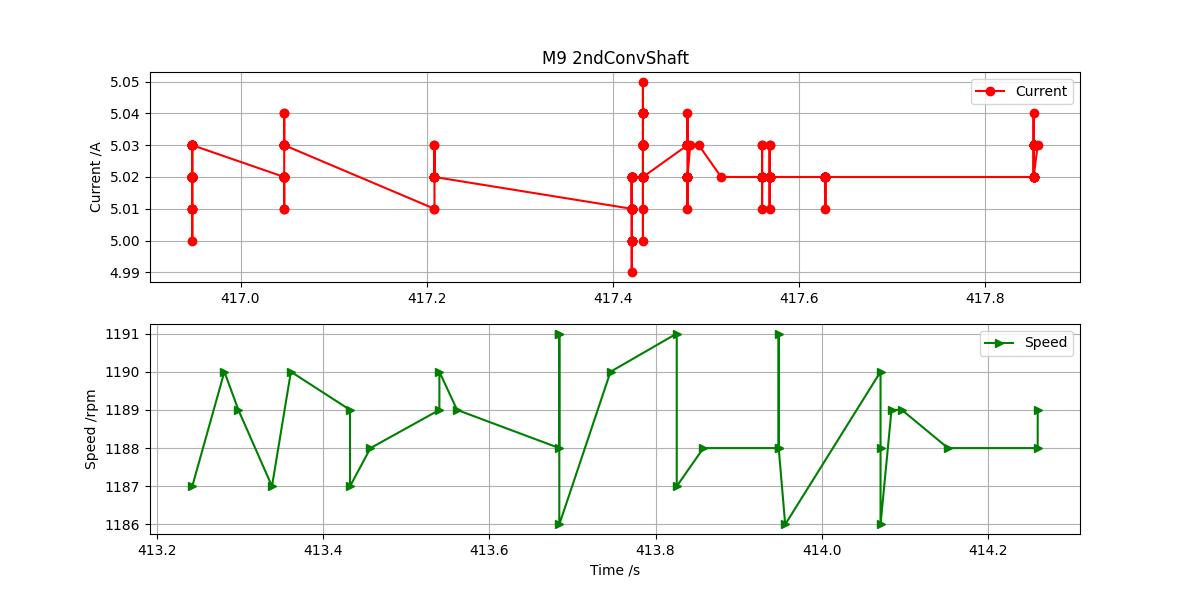 M9 2ndConvShaft
5.05
5.04
5.03
5.02
5.01
5.00
4.99
Current /A
Current
417.0 417.2 417.4 417.6 417.8
1191
1190
1189
1188
1187
1186
Speed /rpm
Speed
413.2 413.4 413.6 413.8 414.0 414.2
Time /s